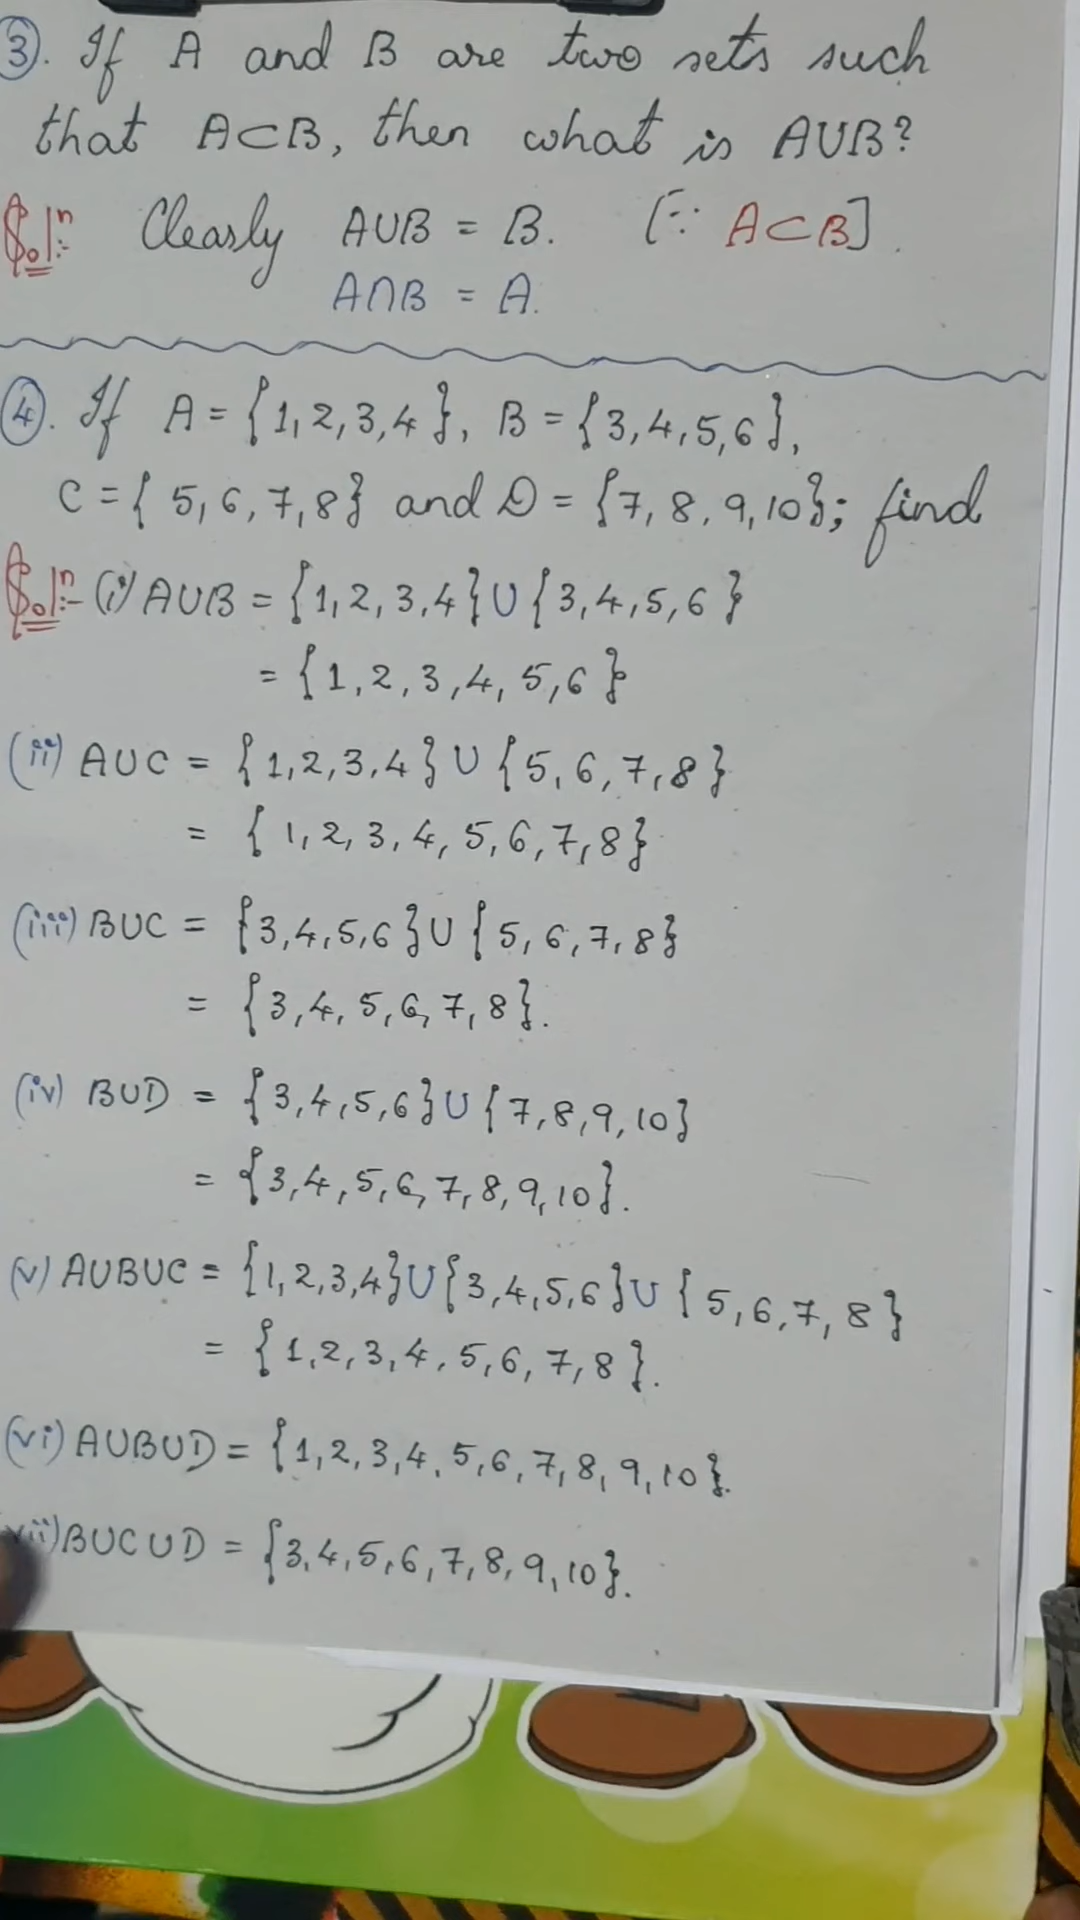 3. If A and B are two sets such
that A⊂B, then what is A∪B?
Solⁿ:- Clearly A∪B = B. [∵ A⊂B].
A∩B = A.
4. If A = {1,2,3,4}, B = {3,4,5,6},
C = { 5,6,7,8} and D = {7,8,9,10}; find
Solⁿ:- (i) A∪B = {1,2,3,4} ∪ {3,4,5,6}
= {1,2,3,4,5,6}
(ii) A∪C = {1,2,3,4} ∪ {5,6,7,8}
= {1,2,3,4,5,6,7,8}
(iii) B∪C = {3,4,5,6} ∪ {5,6,7,8}
= {3,4,5,6,7,8}.
(iv) B∪D = {3,4,5,6} ∪ {7,8,9,10}
= {3,4,5,6,7,8,9,10}.
(v) A∪B∪C = {1,2,3,4} ∪ {3,4,5,6} ∪ {5,6,7,8}
= {1,2,3,4,5,6,7,8}.
(vi) A∪B∪D = {1,2,3,4,5,6,7,8,9,10}.
(vii) B∪C∪D = {3,4,5,6,7,8,9,10}.